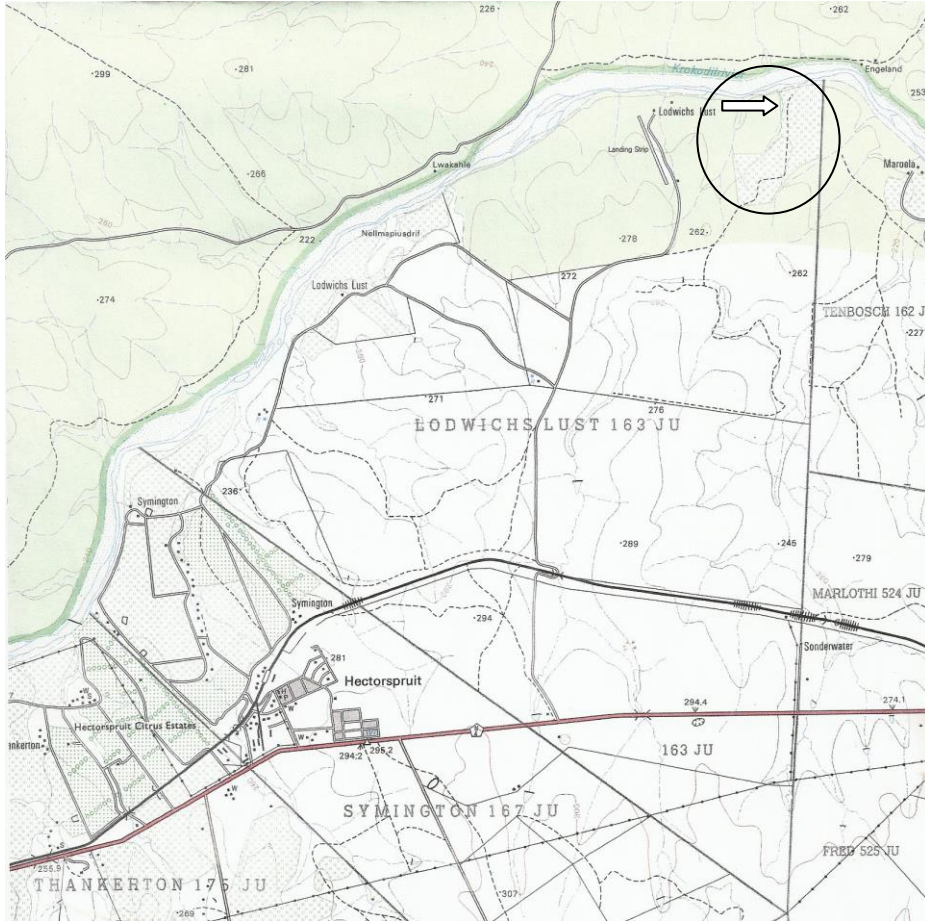 226
262
299
281
Krokodilrivier
Engeland
253
Lodwichs Lust
Landing Strip
Lwakahle
Maroela
266
260
222
Nellmapiusdrif
278
262
274
272
262
Lodwichs Lust
TENBOSCH 162 J
227
271
276
LODWICHS LUST 163 JU
236
Symington
289
245
279
MARLOTHI 524 JU
Symington
294
Sonderwater
281
Hectorspruit
H
P
W
W
S
Hectorspruit Citrus Estates
294,4
274,1
ankerton
W
163 JU
294,2
295,2
W
SYMINGTON 167 JU
S
255,9
FRED 525 JU
THANKERTON 175 JU
307
269